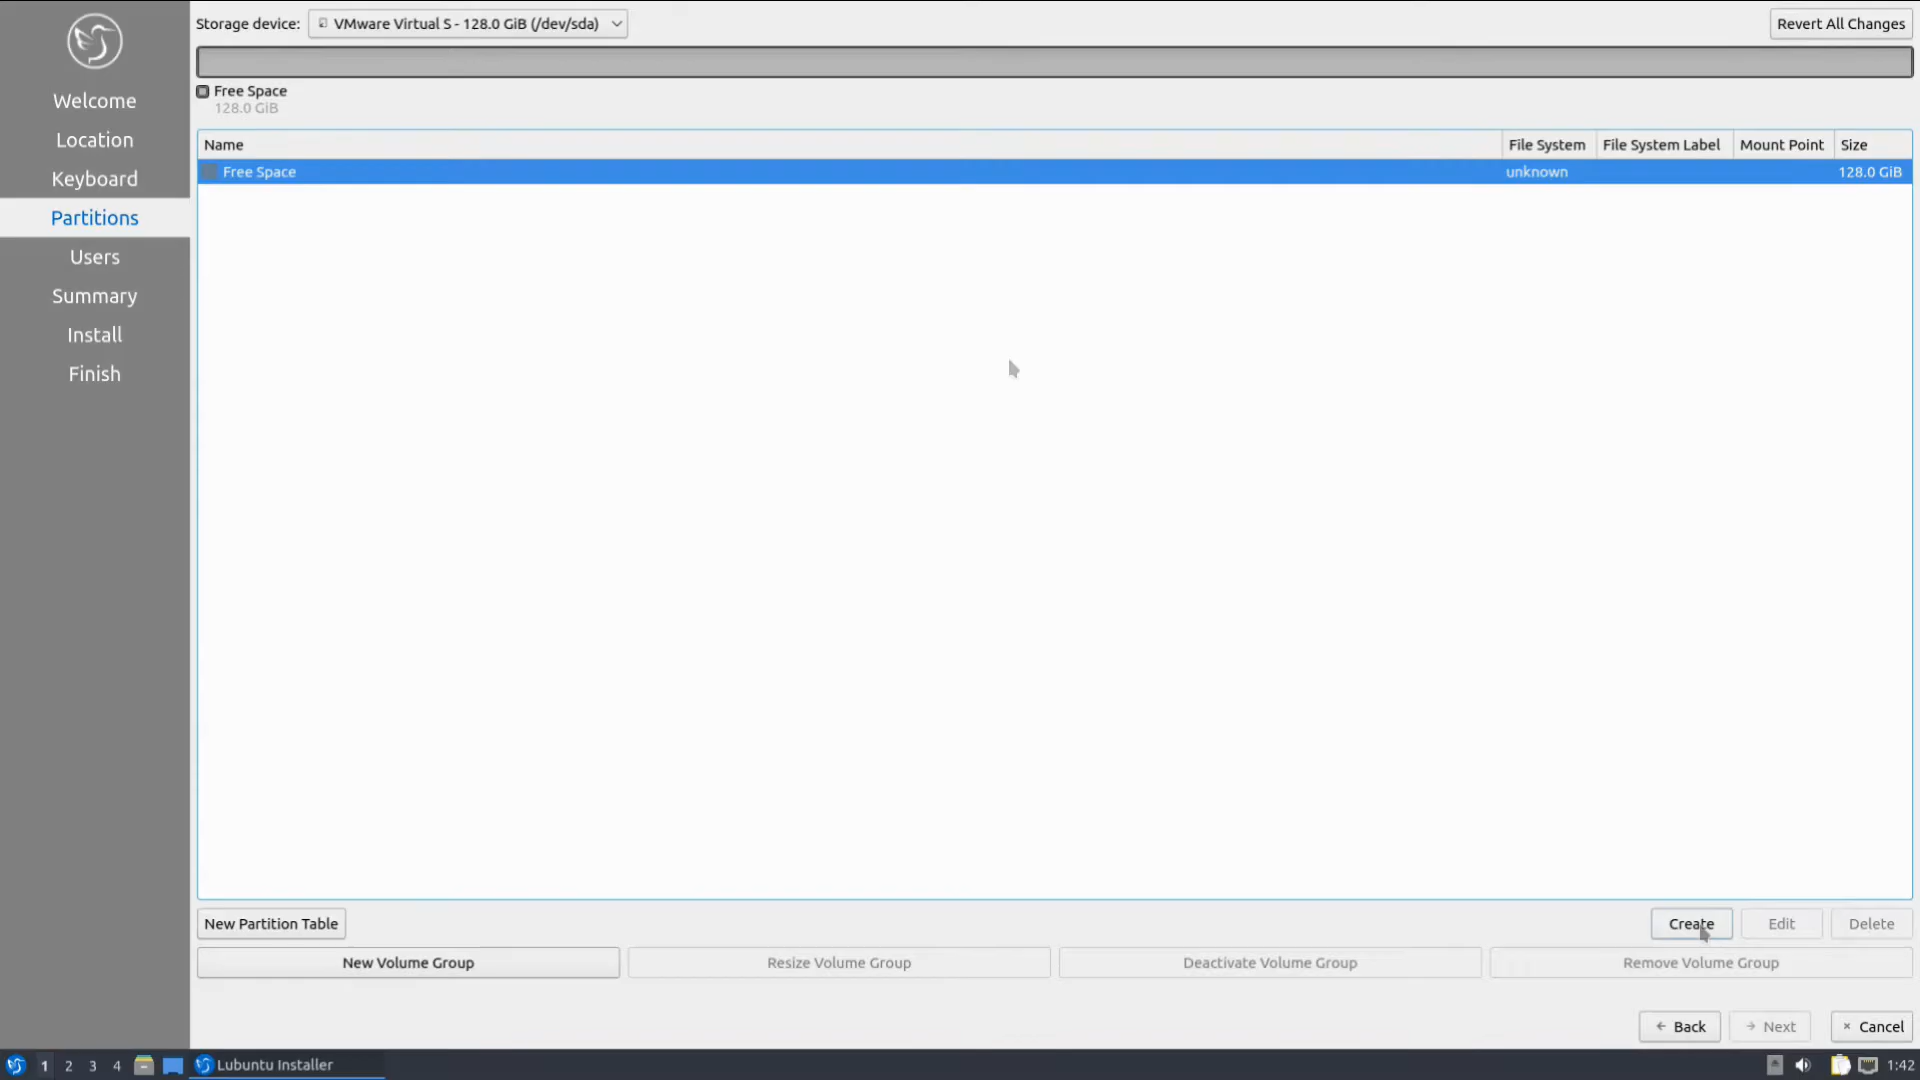 Storage device: VMware Virtual S - 128.0 GiB (/dev/sda) Revert All Changes
Free Space
128.0 GiB
Welcome
Location
Keyboard
Partitions
Users
Summary
Install
Finish
Name File System File System Label Mount Point Size
Free Space unknown 128.0 GiB
New Partition Table Create Edit Delete
New Volume Group Resize Volume Group Deactivate Volume Group Remove Volume Group
Back Next Cancel
1 2 3 4 Lubuntu Installer 1:42